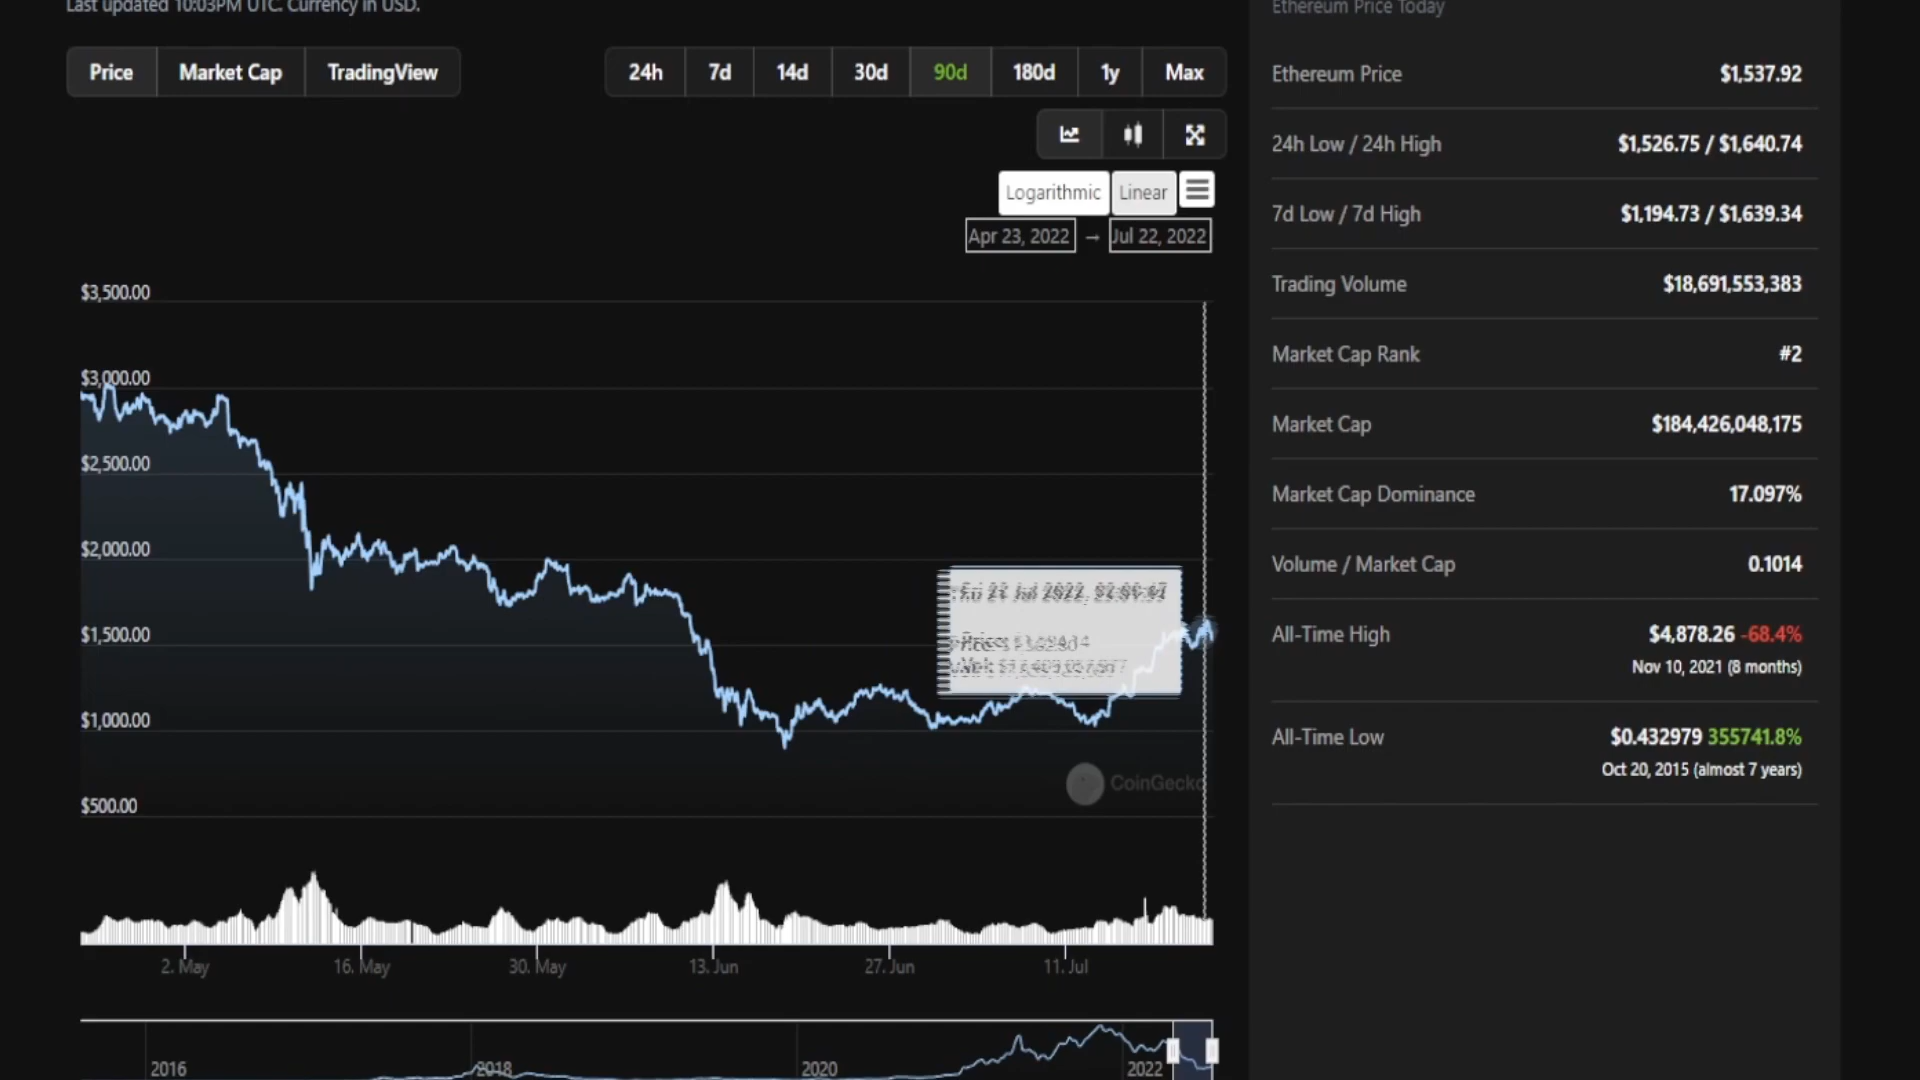 Last updated 10:03PM UTC. Currency in USD.
Price Market Cap TradingView
24h 7d 14d 30d 90d 180d 1y Max
Logarithmic Linear
Apr 23, 2022 → Jul 22, 2022
$3,500.00
$3,000.00
$2,500.00
$2,000.00
$1,500.00
$1,000.00
$500.00
CoinGecko
2. May 16. May 30. May 13. Jun 27. Jun 11. Jul
2016 2018 2020 2022
Ethereum Price Today
Ethereum Price $1,537.92
24h Low / 24h High $1,526.75 / $1,640.74
7d Low / 7d High $1,194.73 / $1,639.34
Trading Volume $18,691,553,383
Market Cap Rank #2
Market Cap $184,426,048,175
Market Cap Dominance 17.097%
Volume / Market Cap 0.1014
All-Time High $4,878.26 -68.4%
Nov 10, 2021 (8 months)
All-Time Low $0.432979 355741.8%
Oct 20, 2015 (almost 7 years)